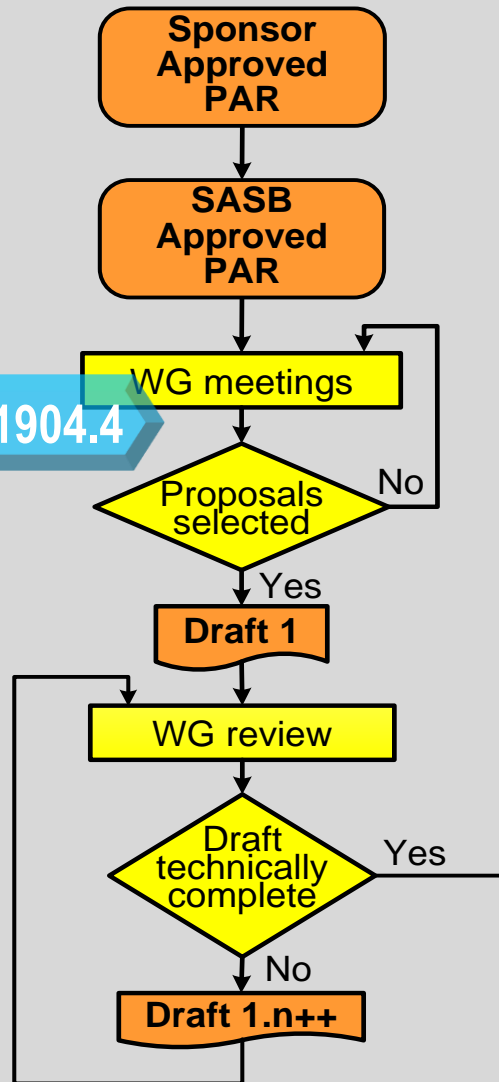 Sponsor
Approved
PAR
SASB
Approved
PAR
WG meetings
1904.4
Proposals
selected
No
Yes
Draft 1
WG review
Draft
technically
complete
Yes
No
Draft 1.n++